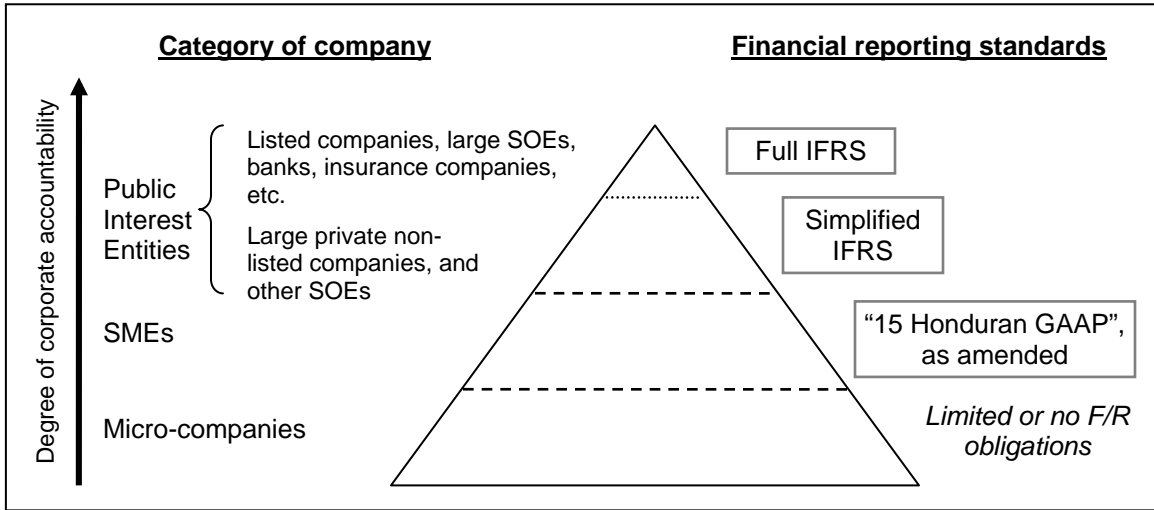 Category of company
Financial reporting standards
Degree of corporate accountability
Public
Interest
Entities
Listed companies, large SOEs,
banks, insurance companies,
etc.
Large private non-
listed companies, and
other SOEs
SMEs
Micro-companies
Full IFRS
Simplified
IFRS
“15 Honduran GAAP”,
as amended
Limited or no F/R
obligations